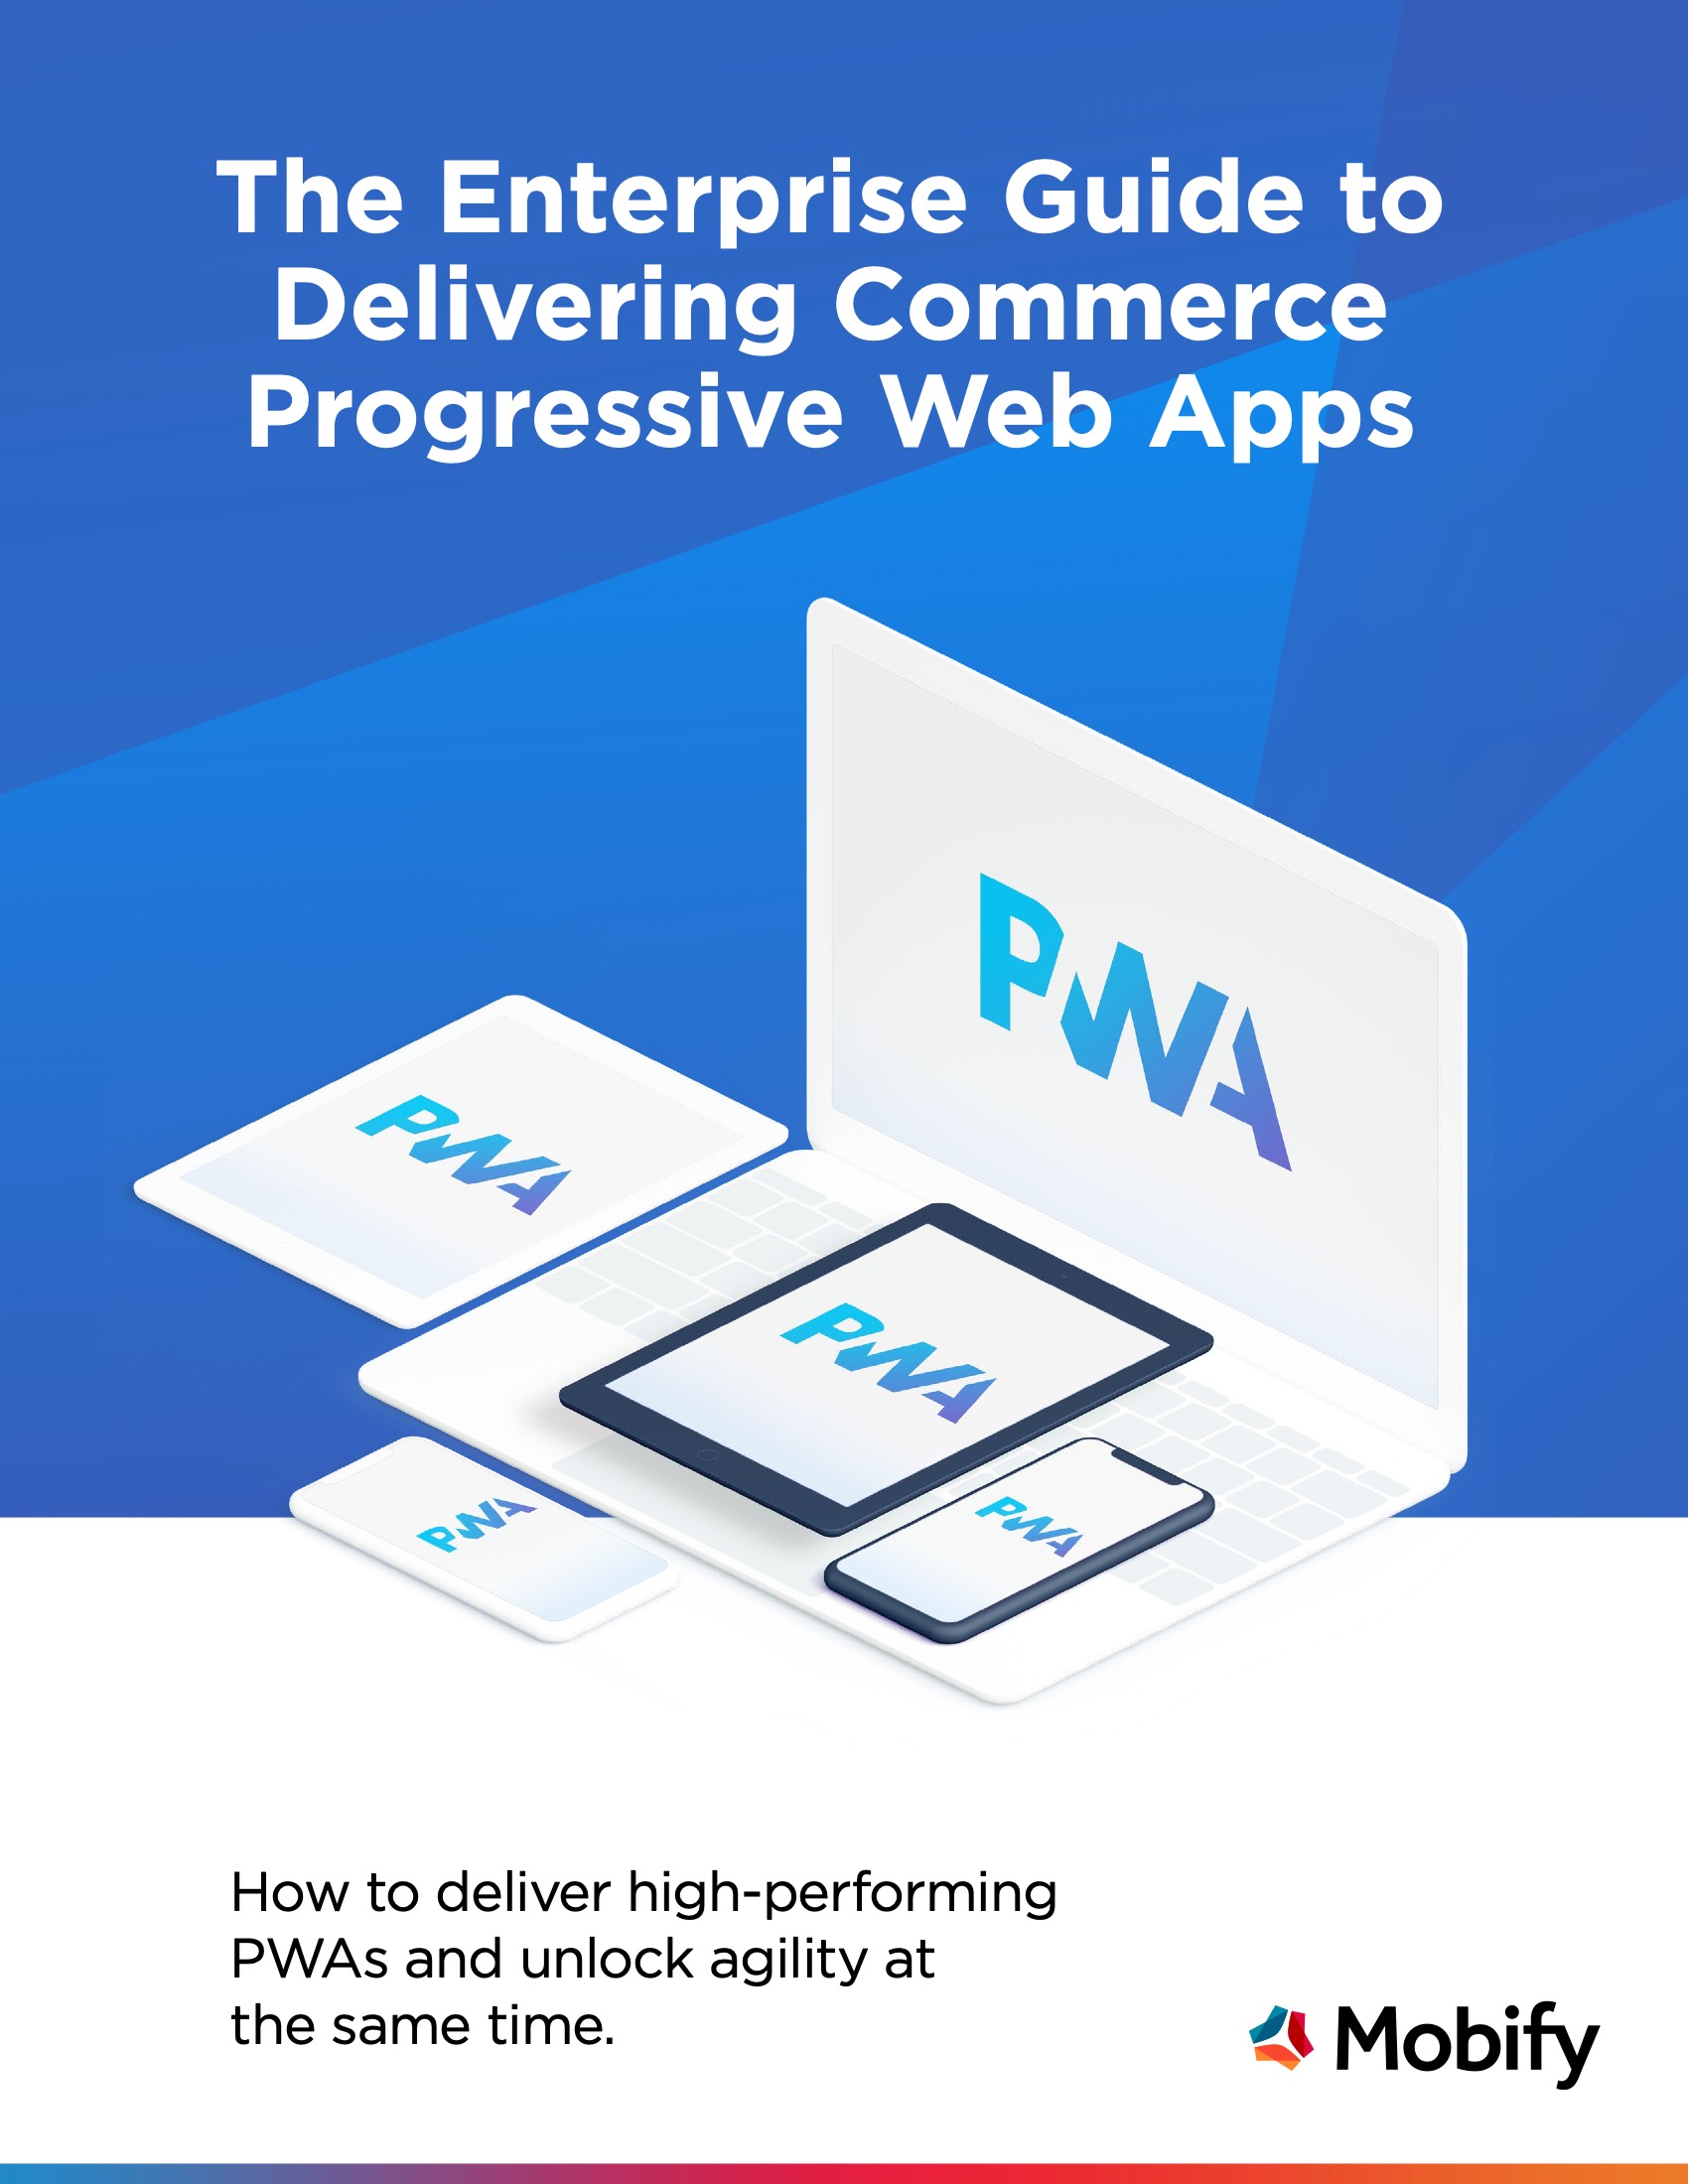 The Enterprise Guide to
Delivering Commerce
Progressive Web Apps
PWA
PWA
PWA
PWA
PWA
How to deliver high-performing
PWAs and unlock agility at
the same time.
Mobify